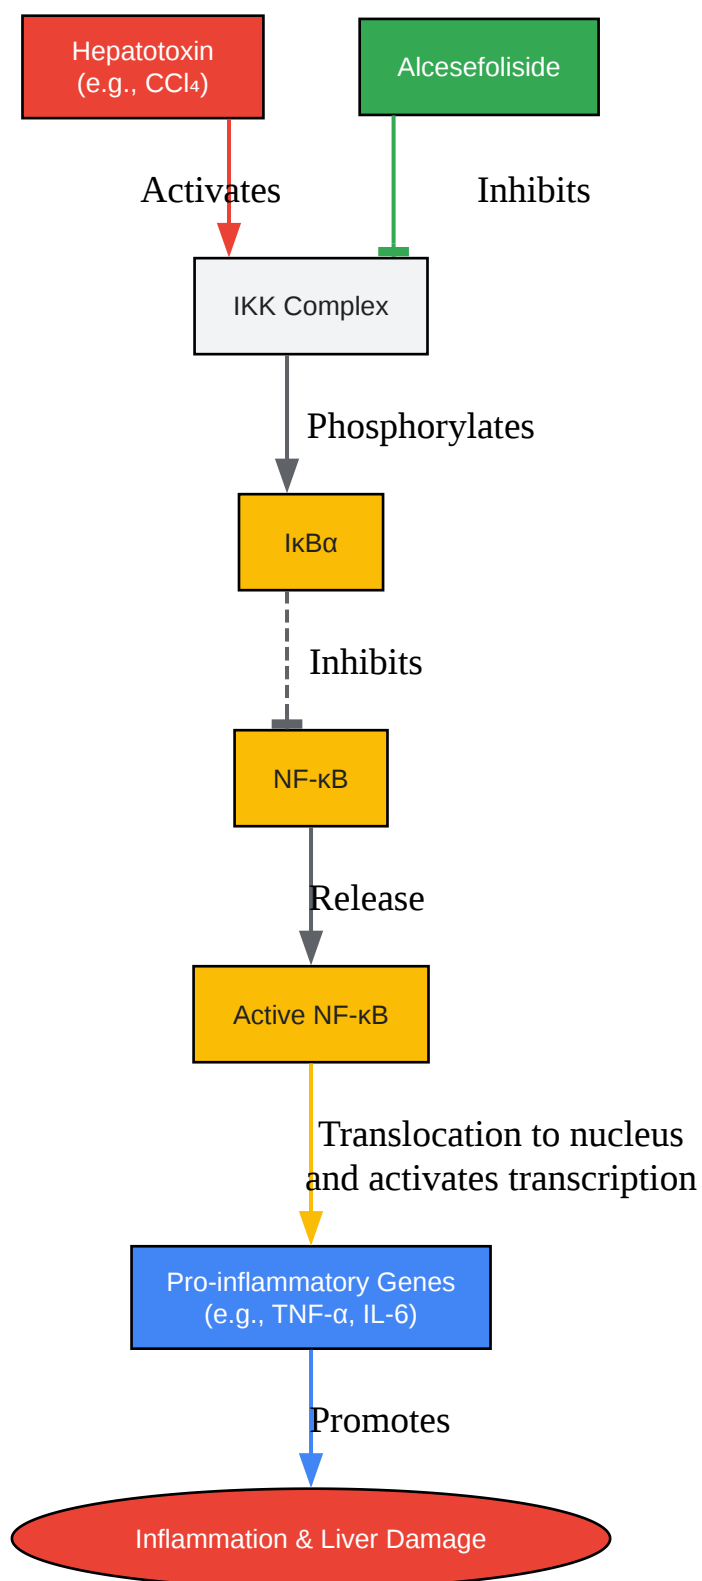 Hepatotoxin
(e.g., CCl₄)
Alcesefoliside
Activates
Inhibits
IKK Complex
Phosphorylates
IκBα
Inhibits
NF-κB
Release
Active NF-κB
Translocation to nucleus
and activates transcription
Pro-inflammatory Genes
(e.g., TNF-α, IL-6)
Promotes
Inflammation & Liver Damage